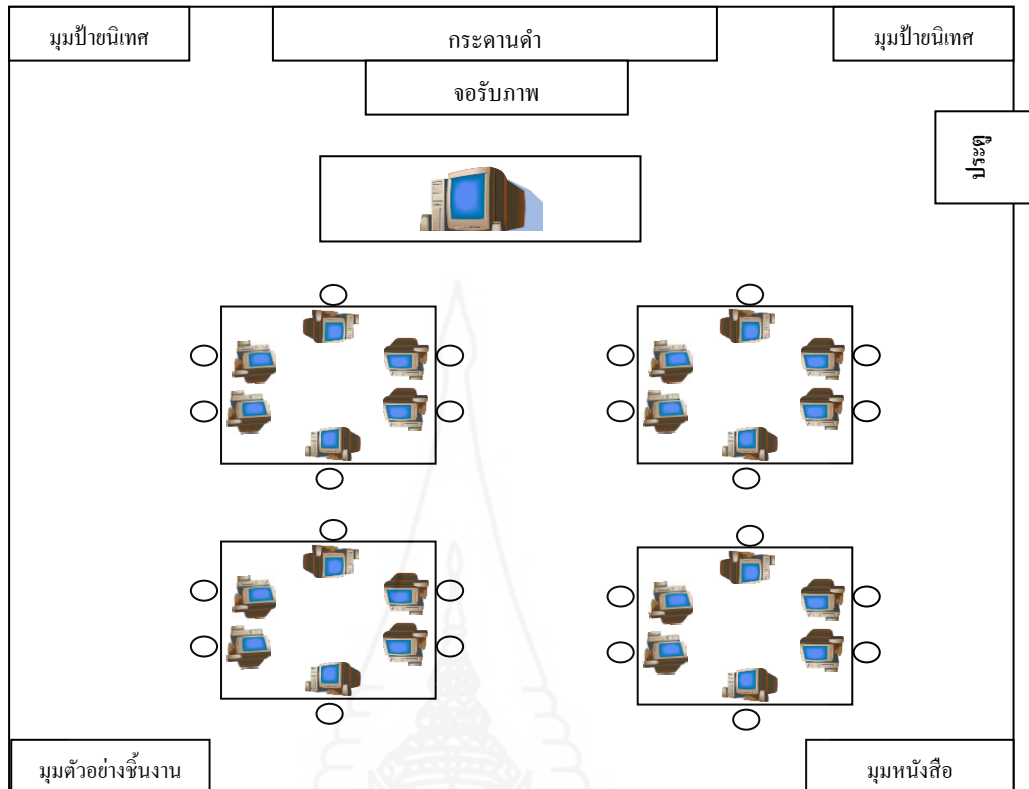 มุมป้ายนิเทศ
กระดานดำ
มุมป้ายนิเทศ
จอรับภาพ
ประตู
มุมตัวอย่างชิ้นงาน
มุมหนังสือ